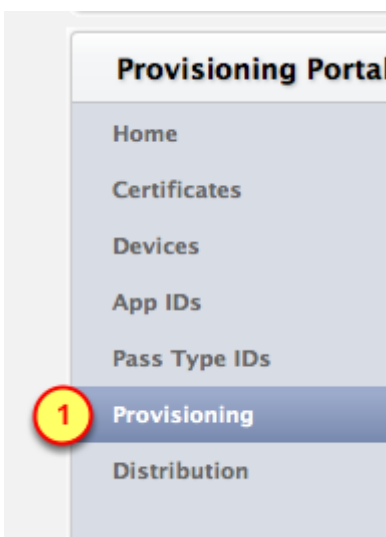 Provisioning Portal
Home
Certificates
Devices
App IDs
Pass Type IDs
1 Provisioning
Distribution